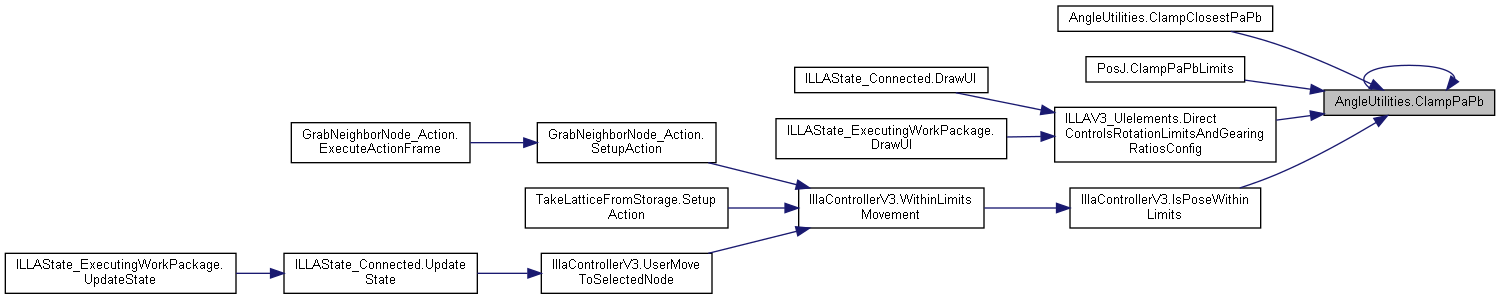 AngleUtilities.ClampClosestPaPb
PosJ.ClampPaPbLimits
ILLAState_Connected.DrawUI
AngleUtilities.ClampPaPb
ILLAV3_UIelements.Direct
ControlsRotationLimitsAndGearing
RatiosConfig
ILLAState_ExecutingWorkPackage.
DrawUI
GrabNeighborNode_Action.
ExecuteActionFrame
GrabNeighborNode_Action.
SetupAction
TakeLatticeFromStorage.Setup
Action
IllaControllerV3.WithinLimits
Movement
IllaControllerV3.IsPoseWithin
Limits
ILLAState_ExecutingWorkPackage.
UpdateState
ILLAState_Connected.Update
State
IllaControllerV3.UserMove
ToSelectedNode